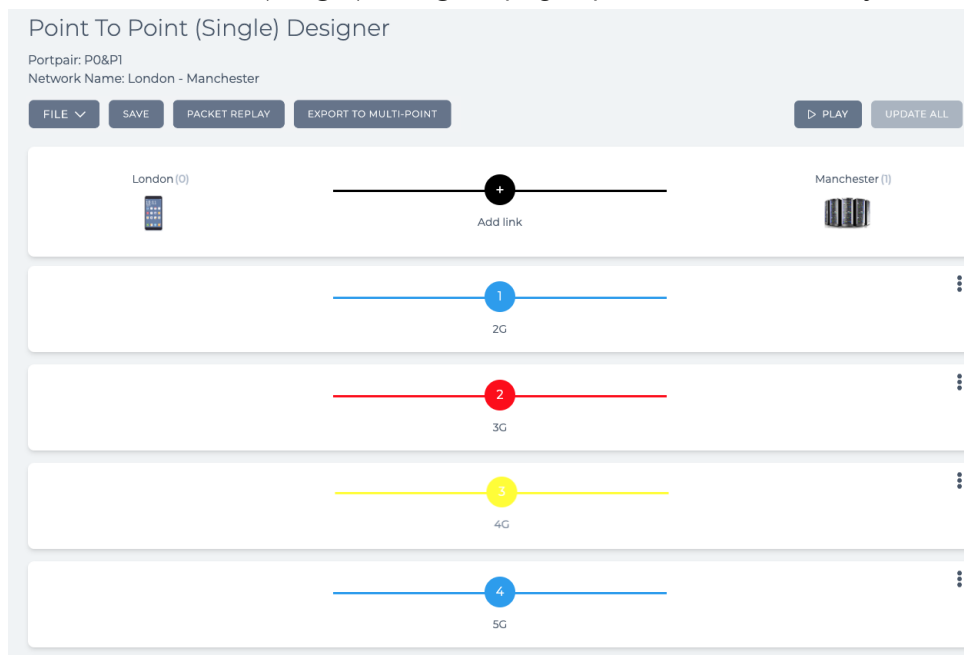 Point To Point (Single) Designer
Portpair: P0&P1
Network Name: London - Manchester
FILE SAVE PACKET REPLAY EXPORT TO MULTI-POINT PLAY UPDATE ALL
London (0) Manchester (1)
+
Add link
1
2G
2
3G
3
4G
4
5G